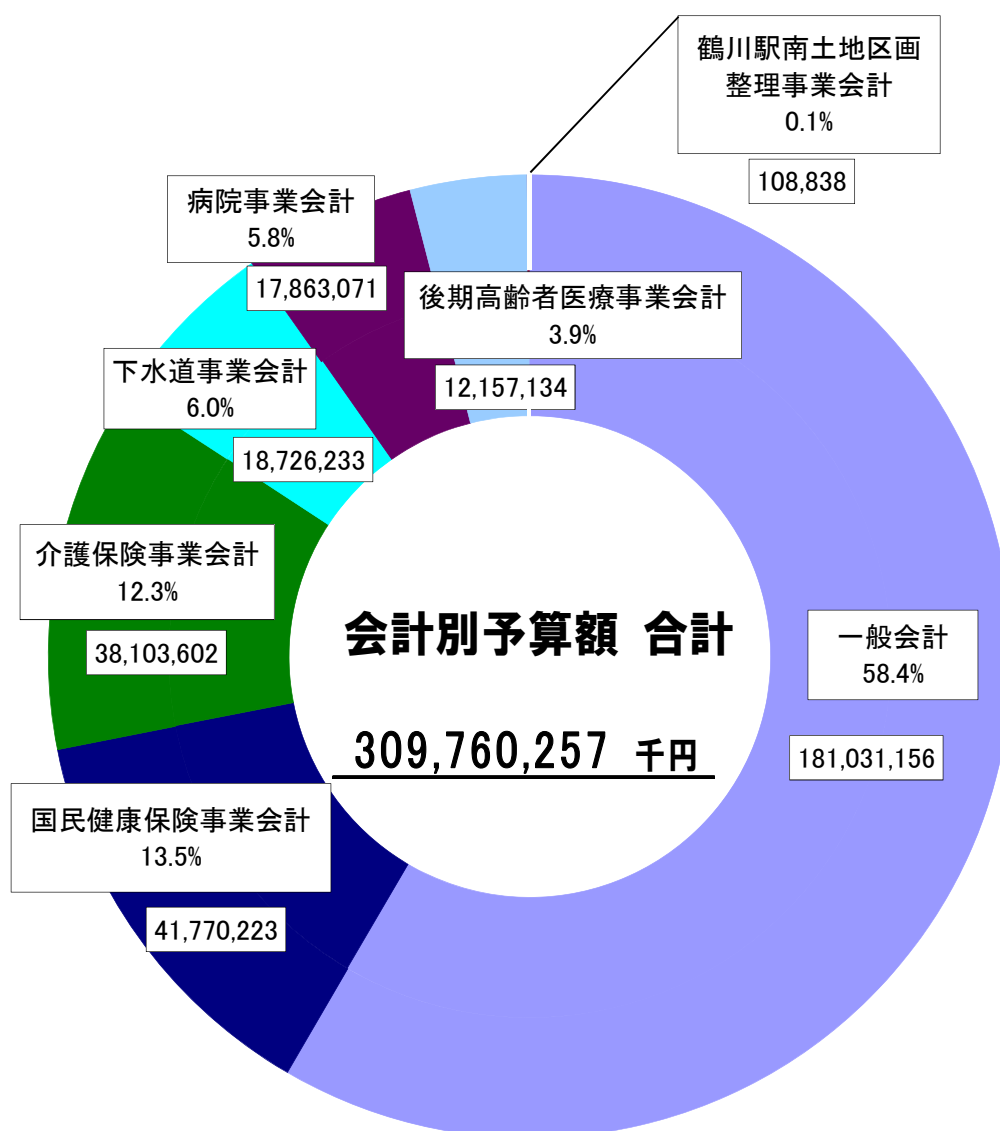 鶴川駅南土地区画
整理事業会計
0.1%
108,838
病院事業会計
5.8%
17,863,071
後期高齢者医療事業会計
3.9%
12,157,134
下水道事業会計
6.0%
18,726,233
介護保険事業会計
12.3%
38,103,602
会計別予算額 合計
309,760,257 千円
一般会計
58.4%
181,031,156
国民健康保険事業会計
13.5%
41,770,223